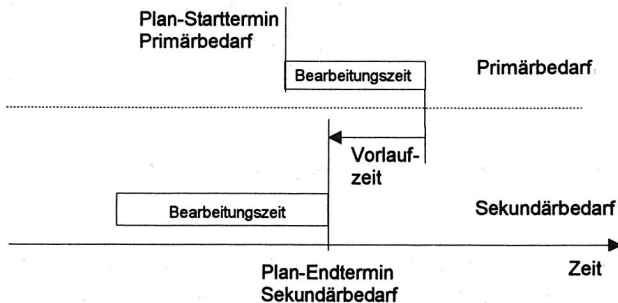 Plan-Starttermin
Primärbedarf
Bearbeitungszeit
Primärbedarf
Vorlauf-
zeit
Bearbeitungszeit
Sekundärbedarf
Plan-Endtermin
Sekundärbedarf
Zeit